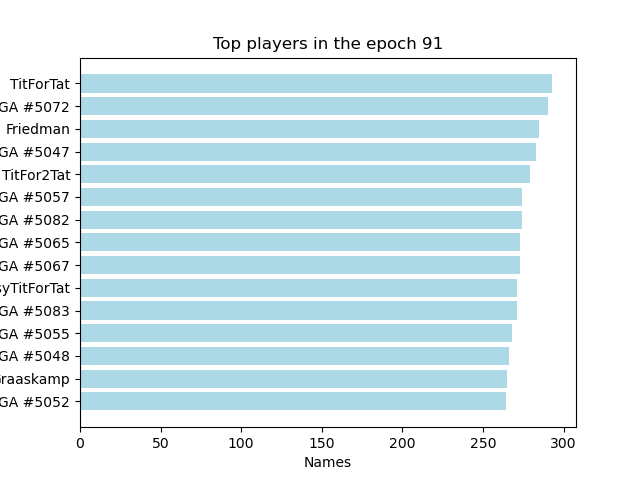 Top players in the epoch 91
TitForTat
GA #5072
Friedman
GA #5047
TitFor2Tat
GA #5057
GA #5082
GA #5065
GA #5067
syTitForTat
GA #5083
GA #5055
GA #5048
Graaskamp
GA #5052
0 50 100 150 200 250 300
Names